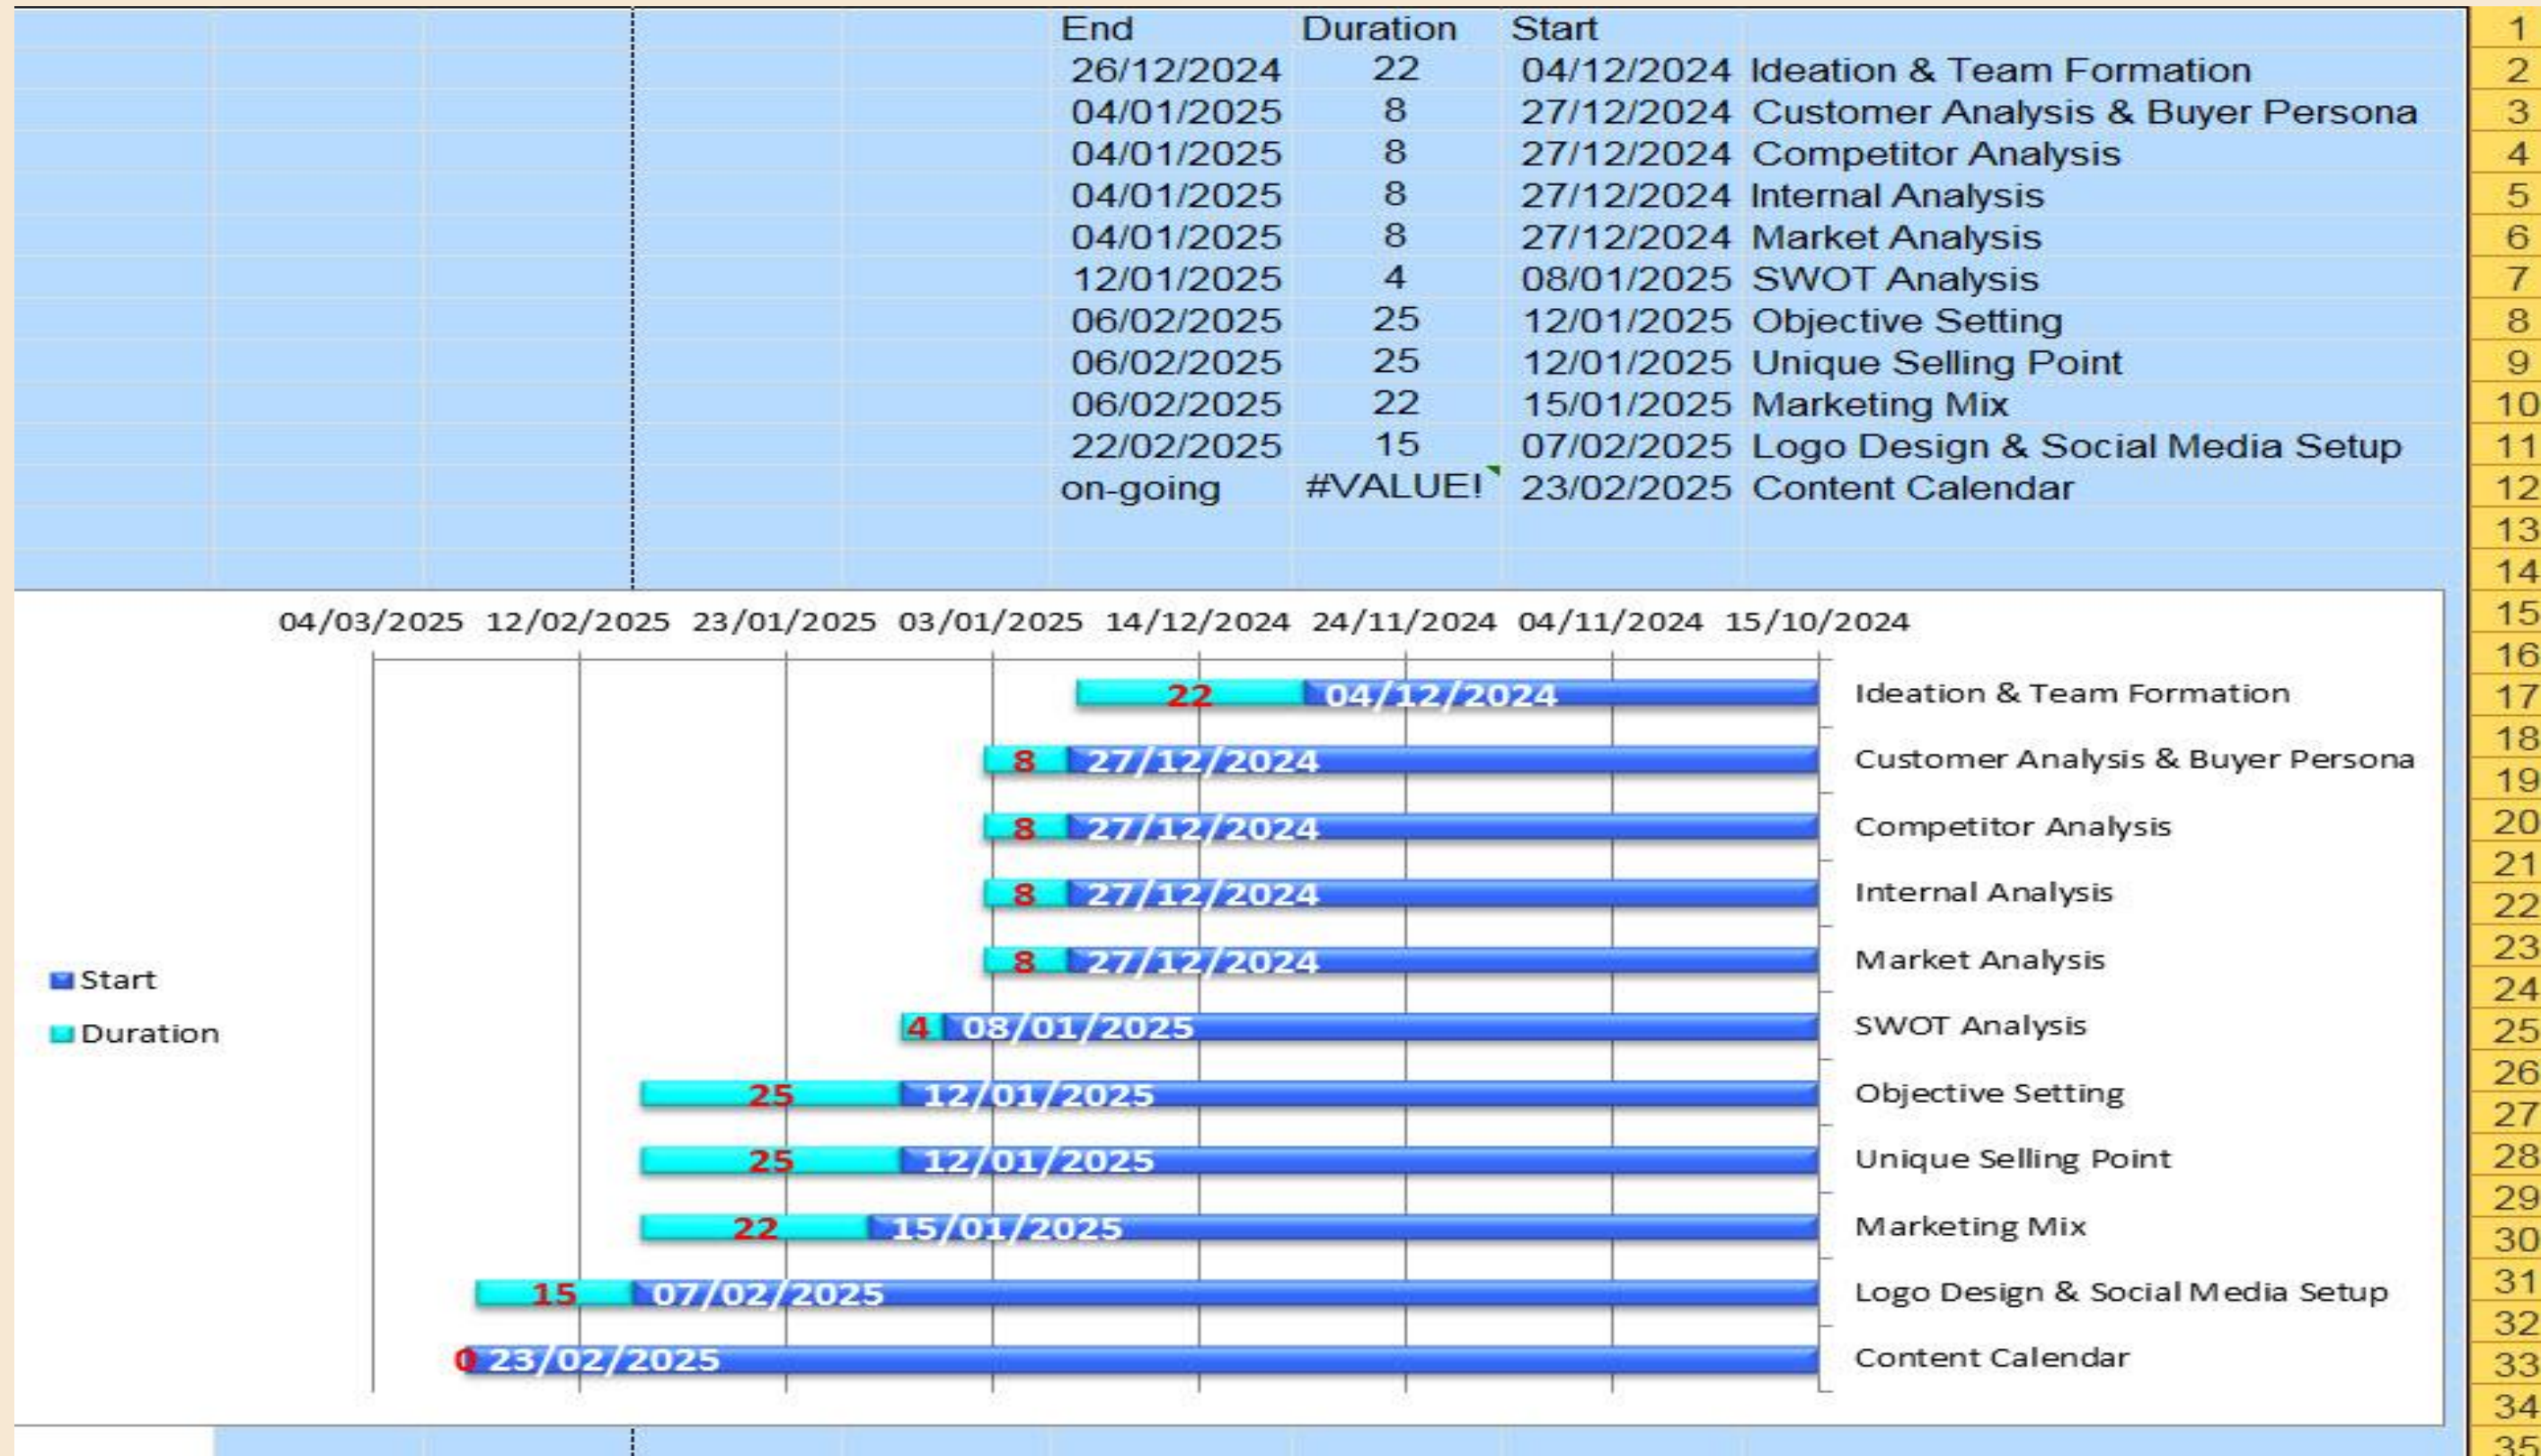 End Duration Start 1
26/12/2024 22 04/12/2024 Ideation & Team Formation 2
04/01/2025 8 27/12/2024 Customer Analysis & Buyer Persona 3
04/01/2025 8 27/12/2024 Competitor Analysis 4
04/01/2025 8 27/12/2024 Internal Analysis 5
04/01/2025 8 27/12/2024 Market Analysis 6
12/01/2025 4 08/01/2025 SWOT Analysis 7
06/02/2025 25 12/01/2025 Objective Setting 8
06/02/2025 25 12/01/2025 Unique Selling Point 9
06/02/2025 22 15/01/2025 Marketing Mix 10
22/02/2025 15 07/02/2025 Logo Design & Social Media Setup 11
on-going #VALUE! 23/02/2025 Content Calendar 12
13
14
04/03/2025 12/02/2025 23/01/2025 03/01/2025 14/12/2024 24/11/2024 04/11/2024 15/10/2024 15
16
22 04/12/2024 Ideation & Team Formation 17
8 27/12/2024 Customer Analysis & Buyer Persona 18
19
8 27/12/2024 Competitor Analysis 20
21
8 27/12/2024 Internal Analysis 22
8 27/12/2024 Market Analysis 23
Start 24
4 08/01/2025 SWOT Analysis 25
Duration
25 12/01/2025 Objective Setting 26
27
25 12/01/2025 Unique Selling Point 28
29
22 15/01/2025 Marketing Mix 30
15 07/02/2025 Logo Design & Social Media Setup 31
32
0 23/02/2025 Content Calendar 33
34
35